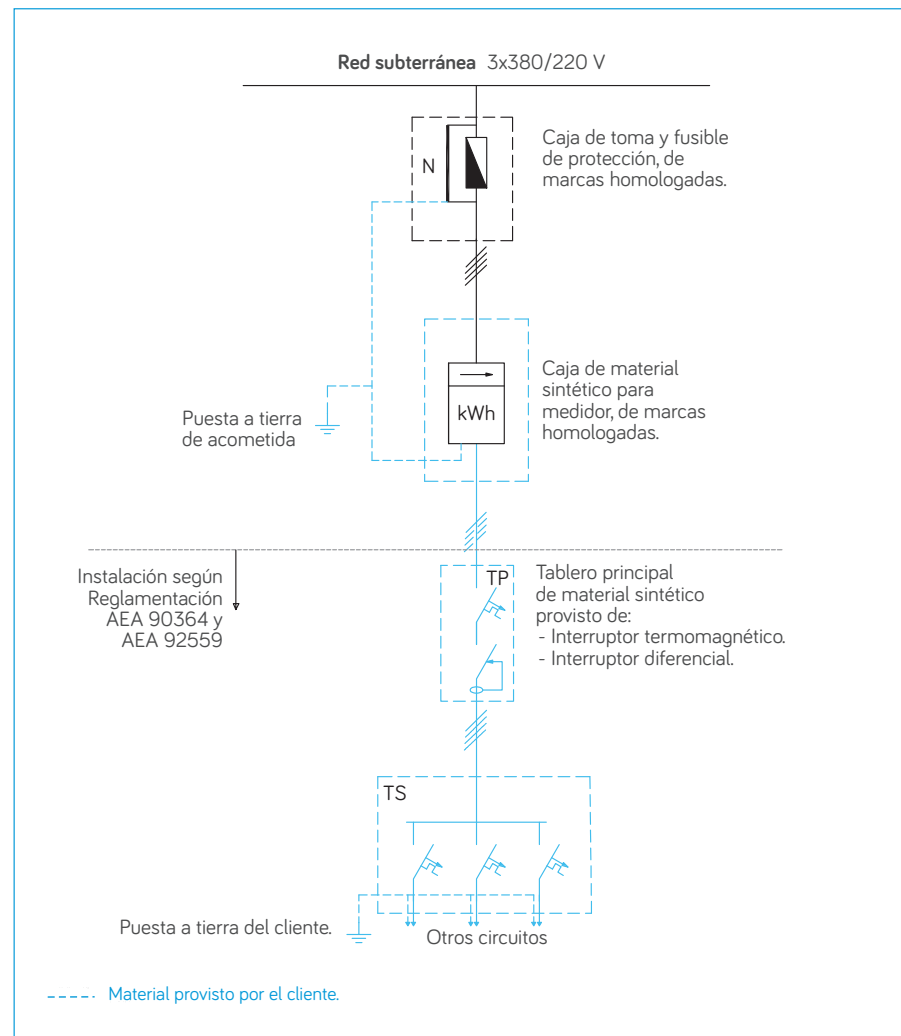 Red subterránea 3x380/220 V
Caja de toma y fusible
de protección, de
marcas homologadas.
N
Caja de material
sintético para
medidor, de marcas
homologadas.
kWh
Puesta a tierra
de acometida
Instalación según
Reglamentación
AEA 90364 y
AEA 92559
TP
Tablero principal
de material sintético
provisto de:
- Interruptor termomagnético.
- Interruptor diferencial.
TS
Puesta a tierra del cliente.
Otros circuitos
Material provisto por el cliente.